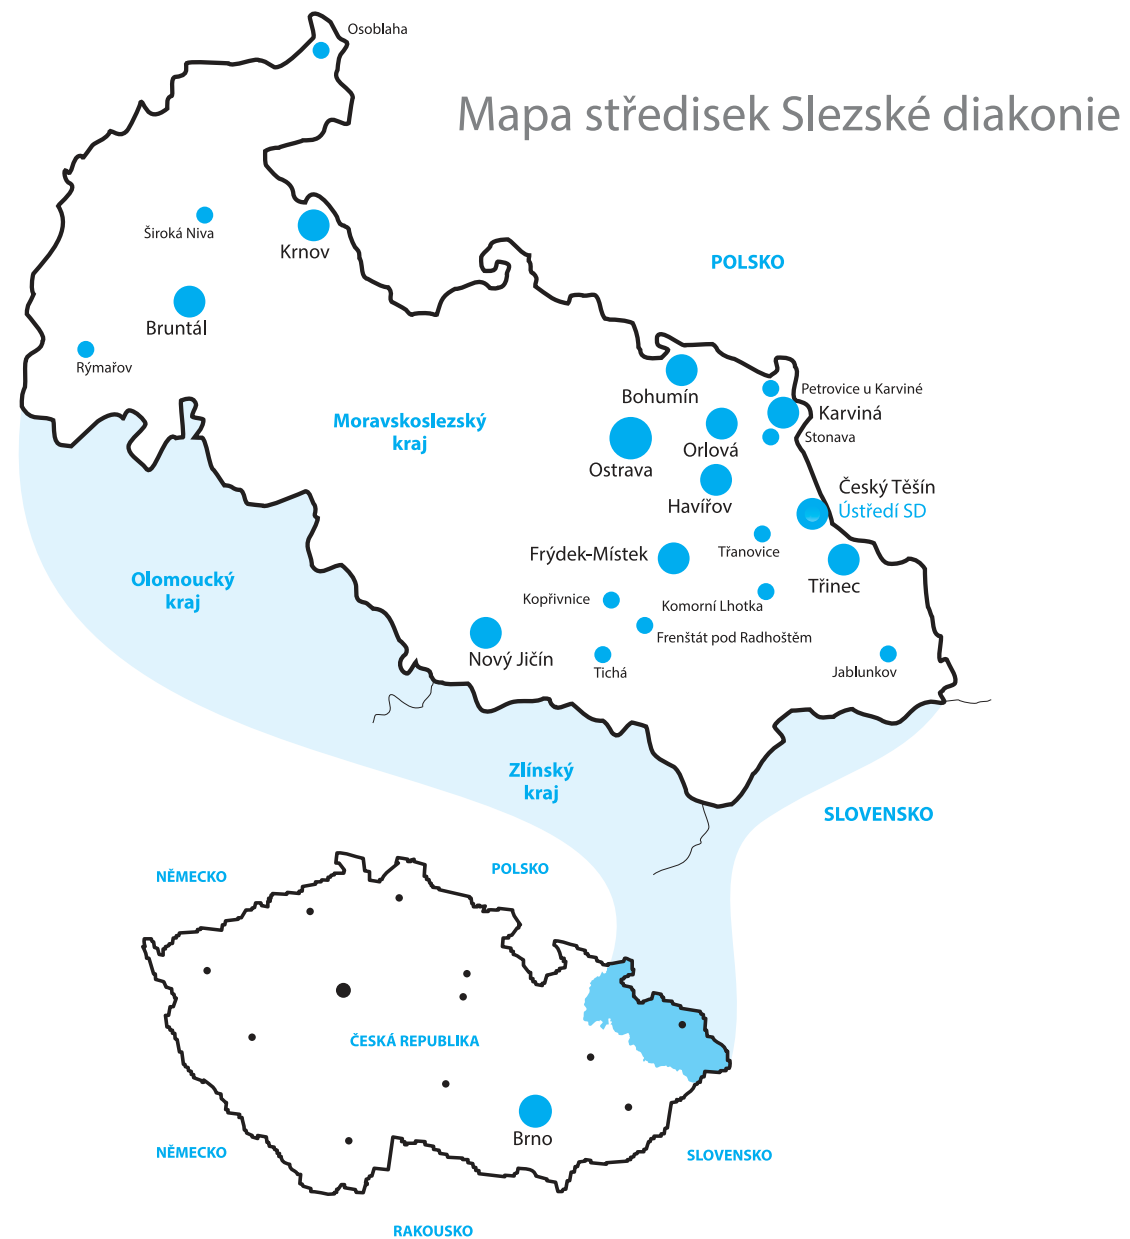 Osoblaha
Mapa středisek Slezské diakonie
Široká Niva
Krnov
POLSKO
Bruntál
Rýmařov
Bohumín
Petrovice u Karviné
Karviná
Moravskoslezský
kraj
Orlová
Stonava
Ostrava
Havířov
Český Těšín
Ústředí SD
Frýdek-Místek
Třanovice
Třinec
Olomoucký
kraj
Kopřivnice
Komorní Lhotka
Frenštát pod Radhoštěm
Nový Jičín
Tichá
Jablunkov
Zlínský
kraj
SLOVENSKO
NĚMECKO
POLSKO
ČESKÁ REPUBLIKA
Brno
NĚMECKO
SLOVENSKO
RAKOUSKO